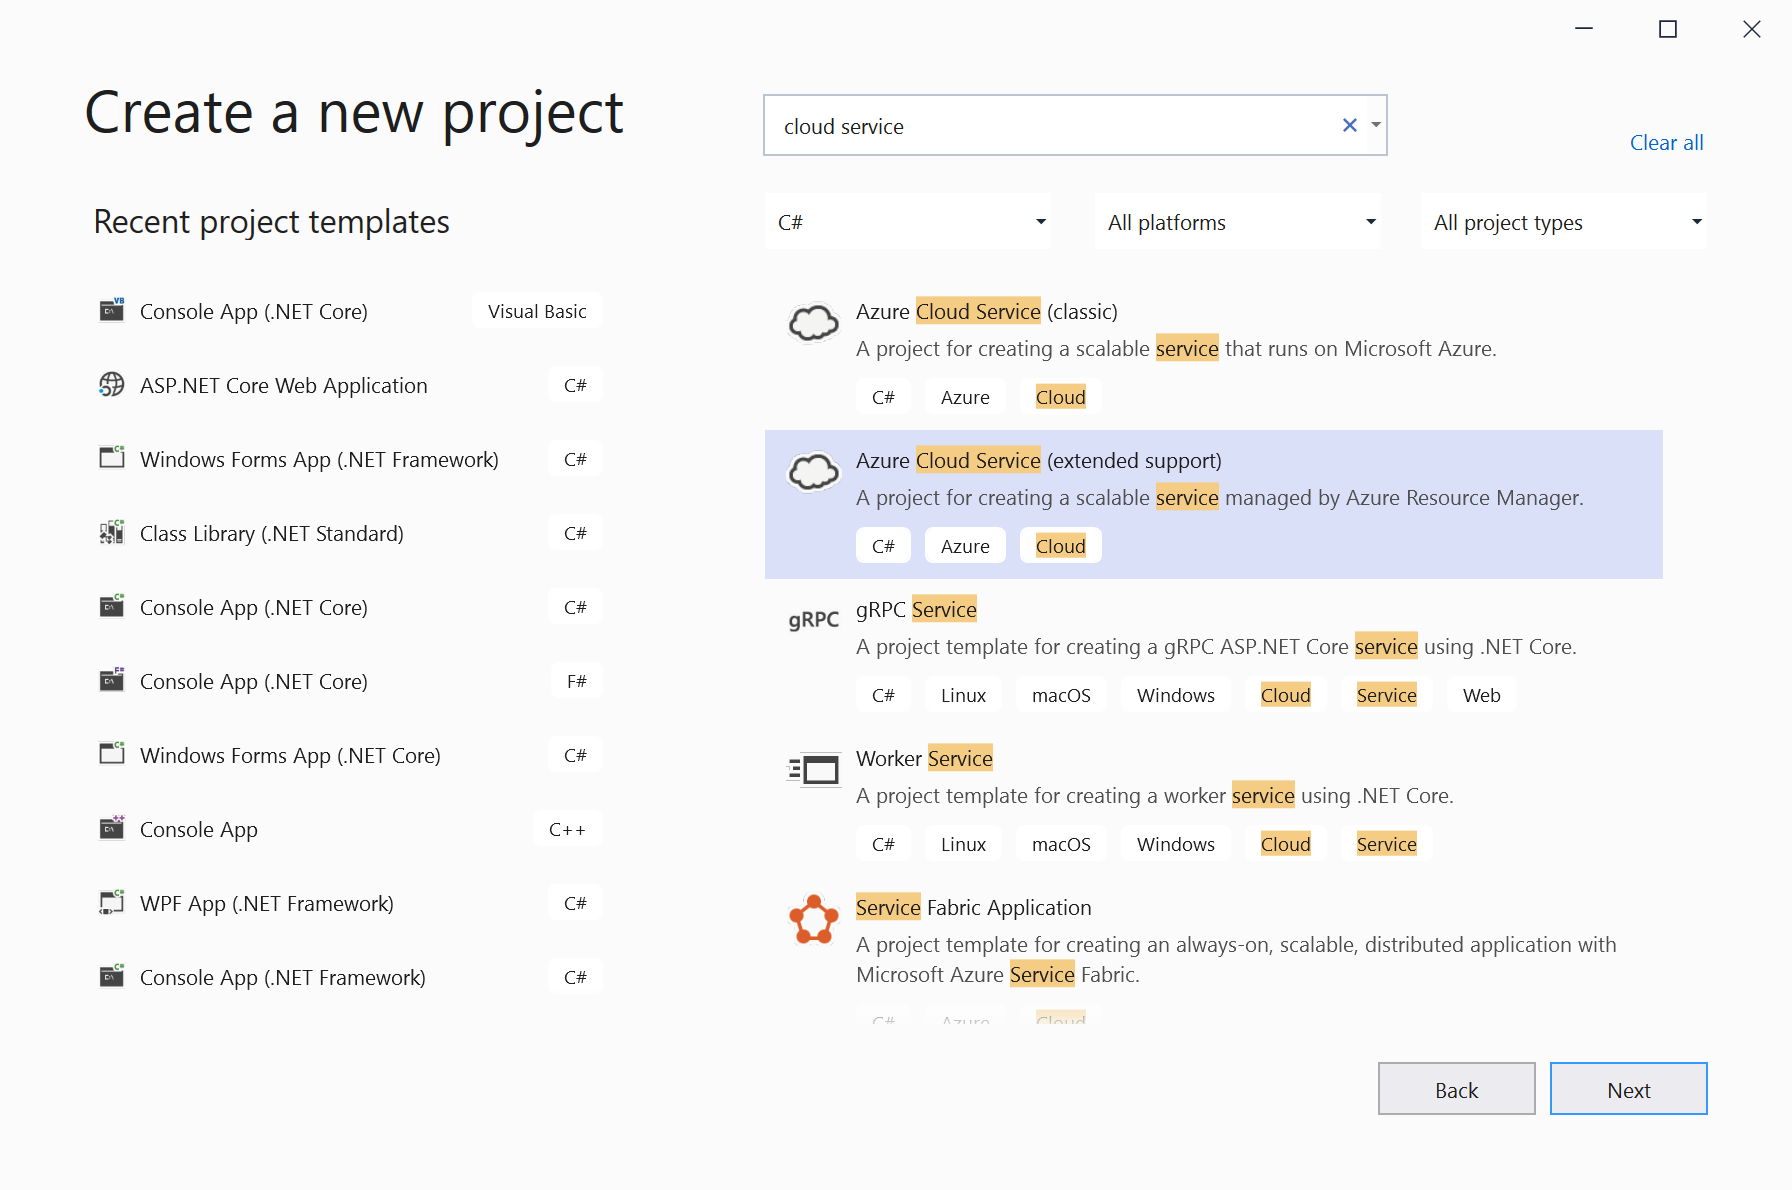 Create a new project
cloud service
Clear all
C#
All platforms
All project types
Recent project templates
Console App (.NET Core)
Visual Basic
ASP.NET Core Web Application
C#
Windows Forms App (.NET Framework)
C#
Class Library (.NET Standard)
C#
Console App (.NET Core)
C#
Console App (.NET Core)
F#
Windows Forms App (.NET Core)
C#
Console App
C++
WPF App (.NET Framework)
C#
Console App (.NET Framework)
C#
Azure Cloud Service (classic)
A project for creating a scalable service that runs on Microsoft Azure.
C# Azure Cloud
Azure Cloud Service (extended support)
A project for creating a scalable service managed by Azure Resource Manager.
C# Azure Cloud
gRPC
gRPC Service
A project template for creating a gRPC ASP.NET Core service using .NET Core.
C# Linux macOS Windows Cloud Service Web
Worker Service
A project template for creating a worker service using .NET Core.
C# Linux macOS Windows Cloud Service
Service Fabric Application
A project template for creating an always-on, scalable, distributed application with
Microsoft Azure Service Fabric.
C# Azure Cloud
Back
Next